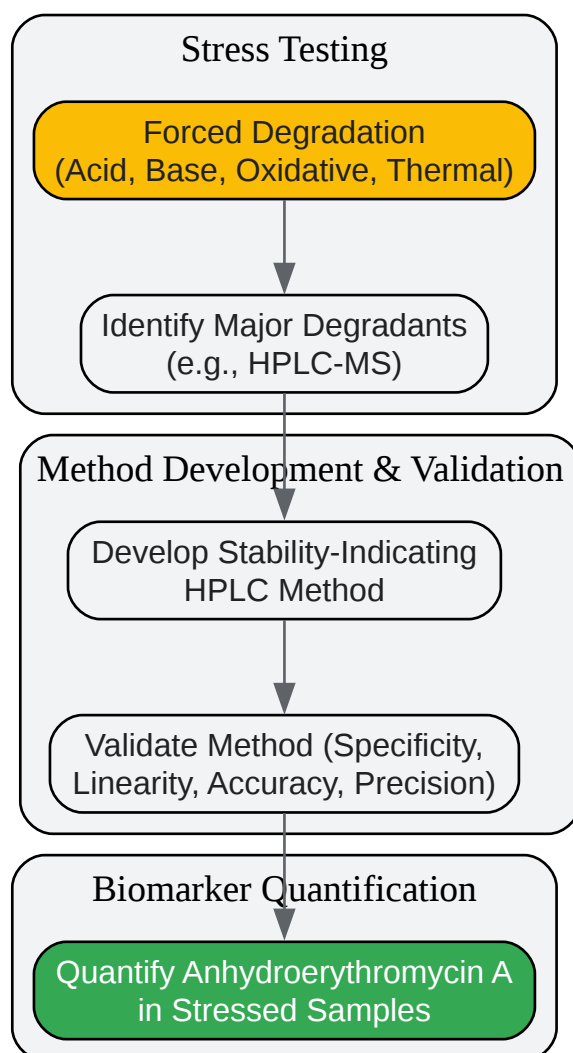 Stress Testing
Forced Degradation
(Acid, Base, Oxidative, Thermal)
Identify Major Degradants
(e.g., HPLC-MS)
Method Development & Validation
Develop Stability-Indicating
HPLC Method
Validate Method (Specificity,
Linearity, Accuracy, Precision)
Biomarker Quantification
Quantify Anhydroerythromycin A
in Stressed Samples